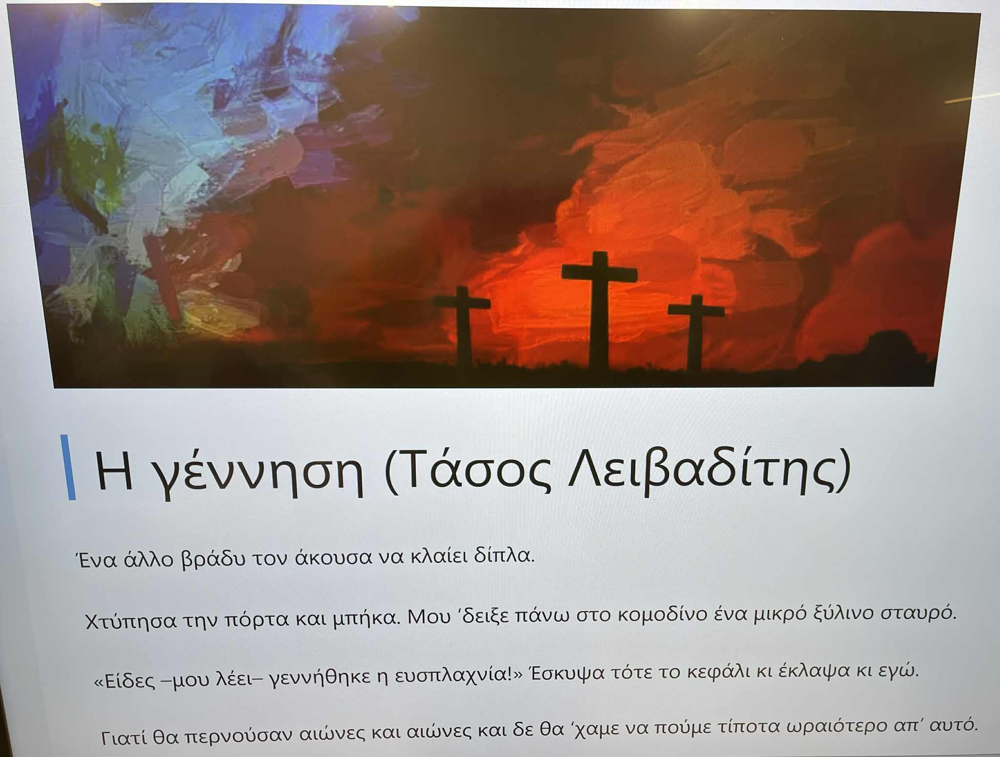 Η γέννηση (Τάσος Λειβαδίτης)
Ένα άλλο βράδυ τον άκουσα να κλαίει δίπλα.
Χτύπησα την πόρτα και μπήκα. Μου ‘δειξε πάνω στο κομοδίνο ένα μικρό ξύλινο σταυρό.
«Είδες –μου λέει– γεννήθηκε η ευσπλαχνία!» Έσκυψα τότε το κεφάλι κι έκλαψα κι εγώ.
Γιατί θα περνούσαν αιώνες και αιώνες και δε θα ‘χαμε να πούμε τίποτα ωραιότερο απ’ αυτό.